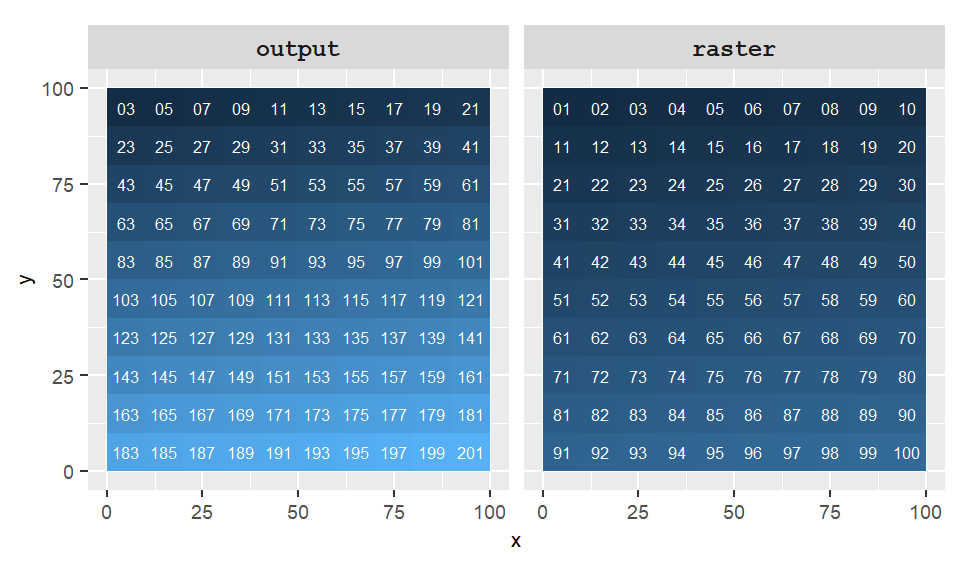 output raster
100 03 05 07 09 11 13 15 17 19 21 01 02 03 04 05 06 07 08 09 10
23 25 27 29 31 33 35 37 39 41 11 12 13 14 15 16 17 18 19 20
75 43 45 47 49 51 53 55 57 59 61 21 22 23 24 25 26 27 28 29 30
63 65 67 69 71 73 75 77 79 81 31 32 33 34 35 36 37 38 39 40
83 85 87 89 91 93 95 97 99 101 41 42 43 44 45 46 47 48 49 50
y 50
103 105 107 109 111 113 115 117 119 121 51 52 53 54 55 56 57 58 59 60
123 125 127 129 131 133 135 137 139 141 61 62 63 64 65 66 67 68 69 70
25 143 145 147 149 151 153 155 157 159 161 71 72 73 74 75 76 77 78 79 80
163 165 167 169 171 173 175 177 179 181 81 82 83 84 85 86 87 88 89 90
183 185 187 189 191 193 195 197 199 201 91 92 93 94 95 96 97 98 99 100
0
0 25 50 75 100 0 25 50 75 100
x